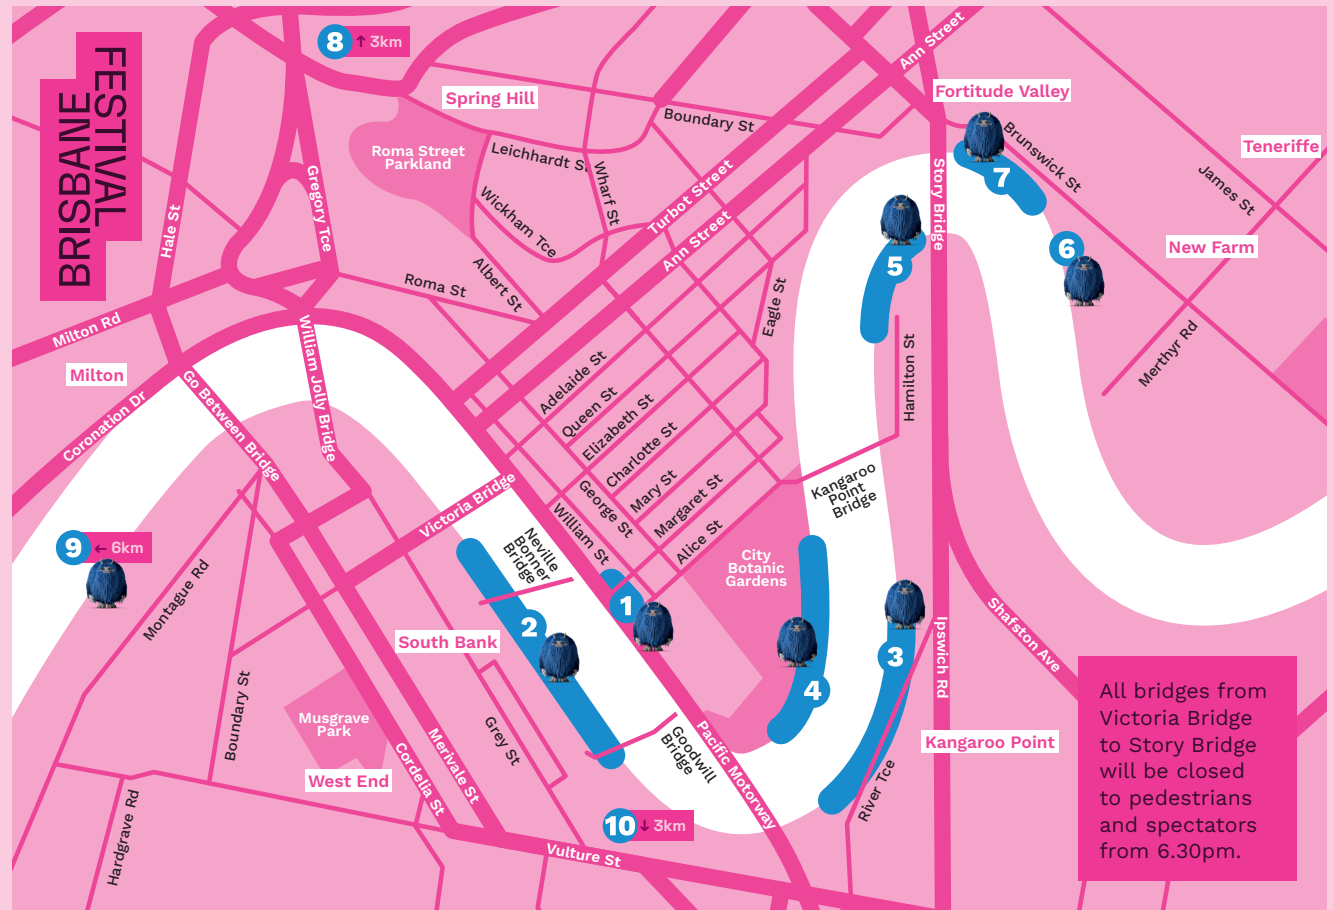 BRISBANE
FESTIVAL
8 ↑ 3km
Ann Street
Fortitude Valley
Spring Hill
Boundary St
Brunswick St
Teneriffe
Roma Street
Parkland
Leichhardt St
Wharf St
James St
Gregory Tce
Hale St
Wickham Tce
Turbot Street
Ann Street
Story Bridge
7
6
New Farm
5
Albert St
Roma St
Eagle St
Milton Rd
William Jolly Bridge
Merthyr Rd
Milton
Go Between Bridge
Coronation Dr
Adelaide St
Queen St
Elizabeth St
Charlotte St
Mary St
Margaret St
Alice St
George St
William St
Hamilton St
Kangaroo
Point
Bridge
Victoria Bridge
Neville
Bonner
Bridge
9 ← 6km
City
Botanic
Gardens
Montague Rd
1
2
3
4
South Bank
Ipswich Rd
Shafston Ave
Boundary St
Musgrave
Park
West End
Grey St
Merivale St
Cordelia St
Goodwill
Bridge
Pacific Motorway
Kangaroo Point
River Tce
Hardgrave Rd
10 ↓ 3km
Vulture St
All bridges from
Victoria Bridge
to Story Bridge
will be closed
to pedestrians
and spectators
from 6.30pm.